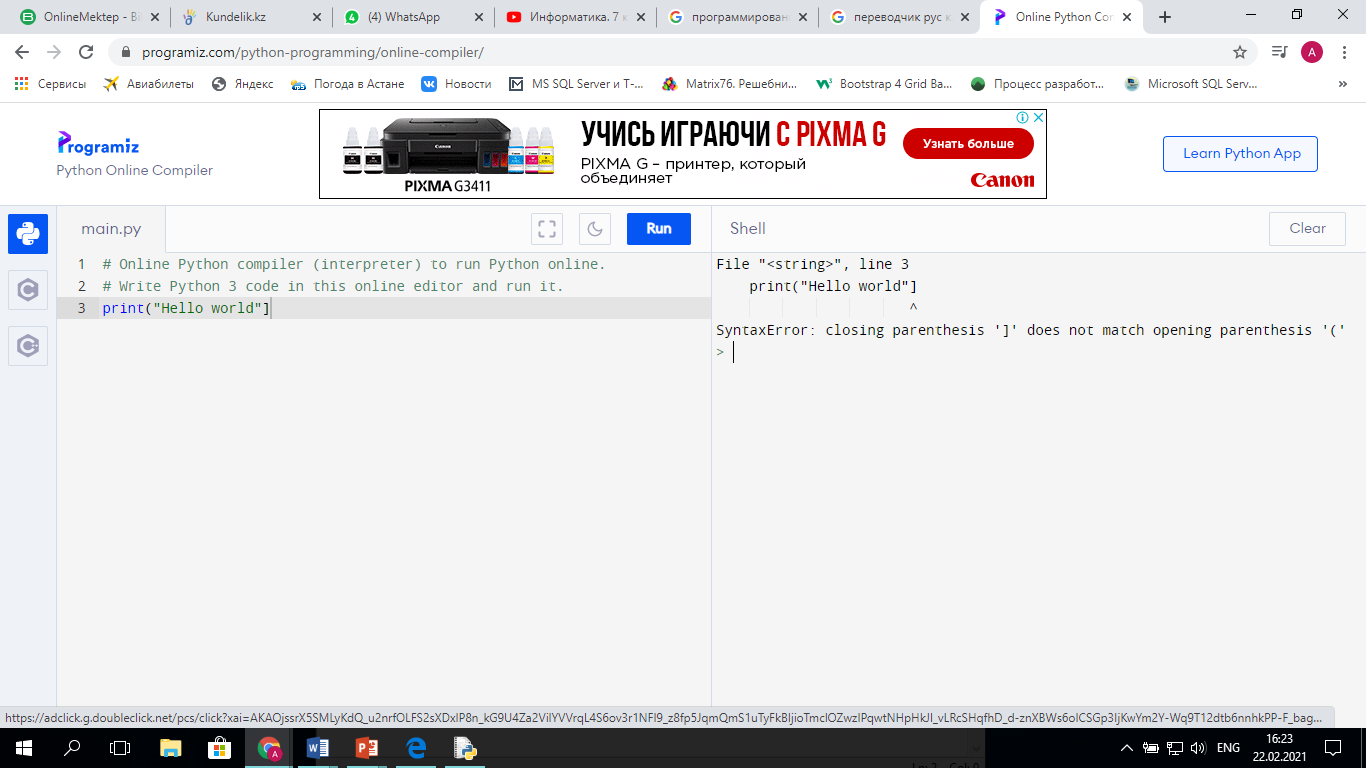 OnlineMektep - Bi
Kundelik.kz
(4) WhatsApp
Информатика. 7 к
программирован
переводчик рус к
Online Python Com
programiz.com/python-programming/online-compiler/
A
Сервисы
Авиабилеты
Яндекс
Погода в Астане
Новости
MS SQL Server и T-...
Matrix76. Решебни...
Bootstrap 4 Grid Ba...
Процесс разработ...
Microsoft SQL Serv...
»
Programiz
Python Online Compiler
УЧИСЬ ИГРАЮЧИ С PIXMA G
PIXMA G – принтер, который
объединяет
PIXMA G3411
Узнать больше
Canon
Learn Python App
main.py
Run
Shell
Clear
1 # Online Python compiler (interpreter) to run Python online.
2 # Write Python 3 code in this online editor and run it.
3 print("Hello world"]
File "<string>", line 3
print("Hello world"]
^
SyntaxError: closing parenthesis ']' does not match opening parenthesis '('
>
ENG
16:23
22.02.2021